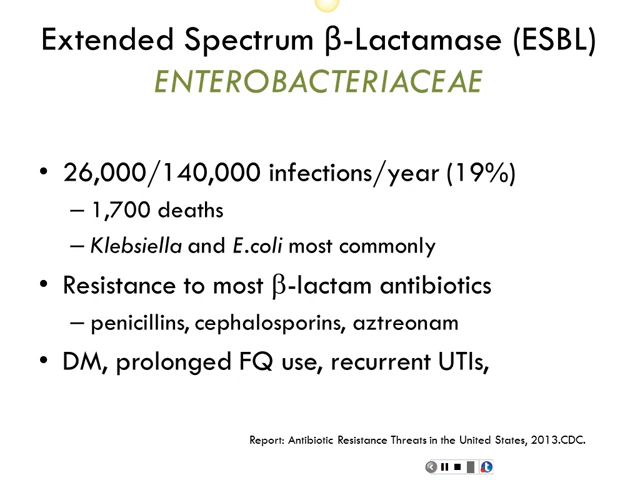 Extended Spectrum β-Lactamase (ESBL)
ENTEROBACTERIACEAE
• 26,000/140,000 infections/year (19%)
– 1,700 deaths
– Klebsiella and E.coli most commonly
• Resistance to most β-lactam antibiotics
– penicillins, cephalosporins, aztreonam
• DM, prolonged FQ use, recurrent UTIs,
Report: Antibiotic Resistance Threats in the United States, 2013.CDC.